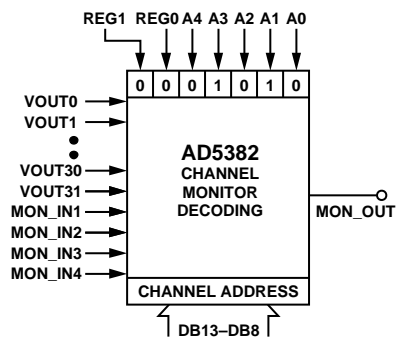 REG1 REG0 A4 A3 A2 A1 A0
0 0 0 1 0 1 0
VOUT0
VOUT1
VOUT30
VOUT31
MON_IN1
MON_IN2
MON_IN3
MON_IN4
AD5382
CHANNEL
MONITOR
DECODING
MON_OUT
CHANNEL ADDRESS
DB13–DB8